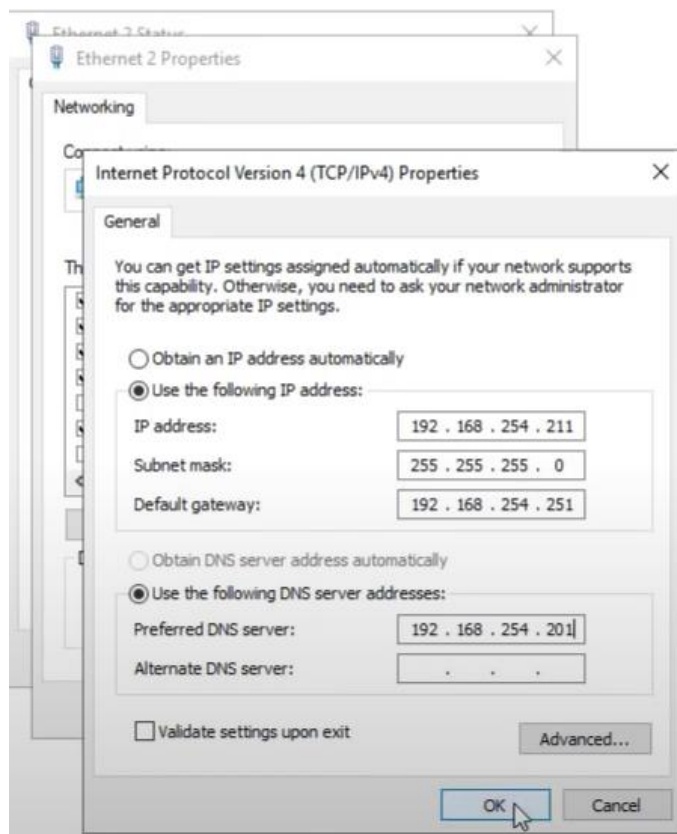 Ethernet 2 Status
Ethernet 2 Properties
Networking
Internet Protocol Version 4 (TCP/IPv4) Properties
General
You can get IP settings assigned automatically if your network supports
this capability. Otherwise, you need to ask your network administrator
for the appropriate IP settings.
Obtain an IP address automatically
Use the following IP address:
IP address: 192 . 168 . 254 . 211
Subnet mask: 255 . 255 . 255 . 0
Default gateway: 192 . 168 . 254 . 251
Obtain DNS server address automatically
Use the following DNS server addresses:
Preferred DNS server: 192 . 168 . 254 . 201
Alternate DNS server: . . .
Validate settings upon exit
Advanced...
OK Cancel